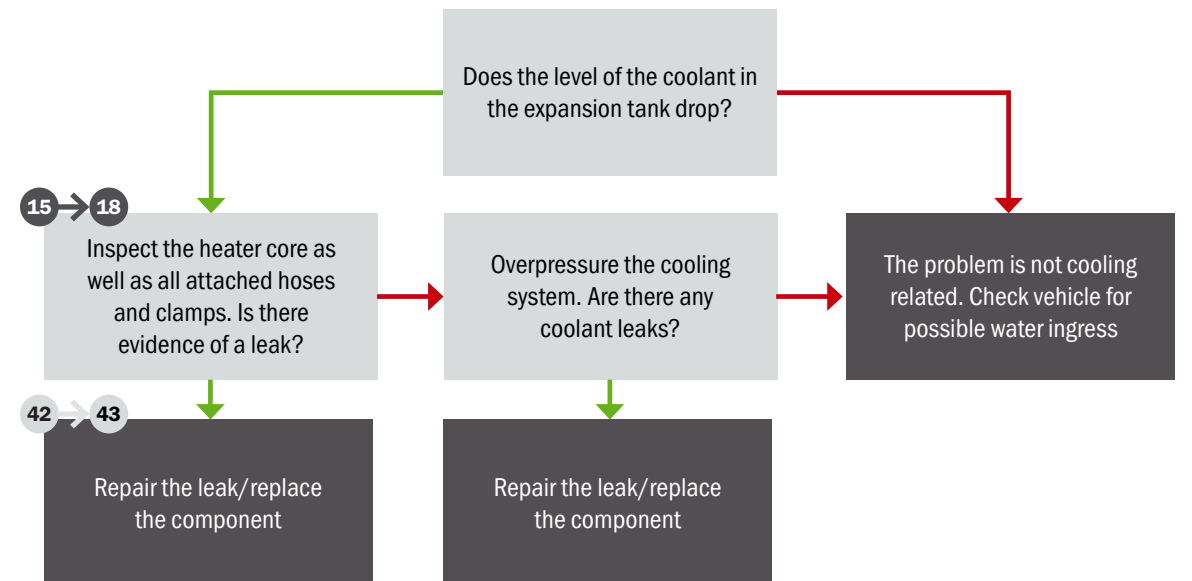 Does the level of the coolant in
the expansion tank drop?
15 18
Inspect the heater core as
well as all attached hoses
and clamps. Is there
evidence of a leak?
Overpressure the cooling
system. Are there any
coolant leaks?
The problem is not cooling
related. Check vehicle for
possible water ingress
42 43
Repair the leak/replace
the component
Repair the leak/replace
the component